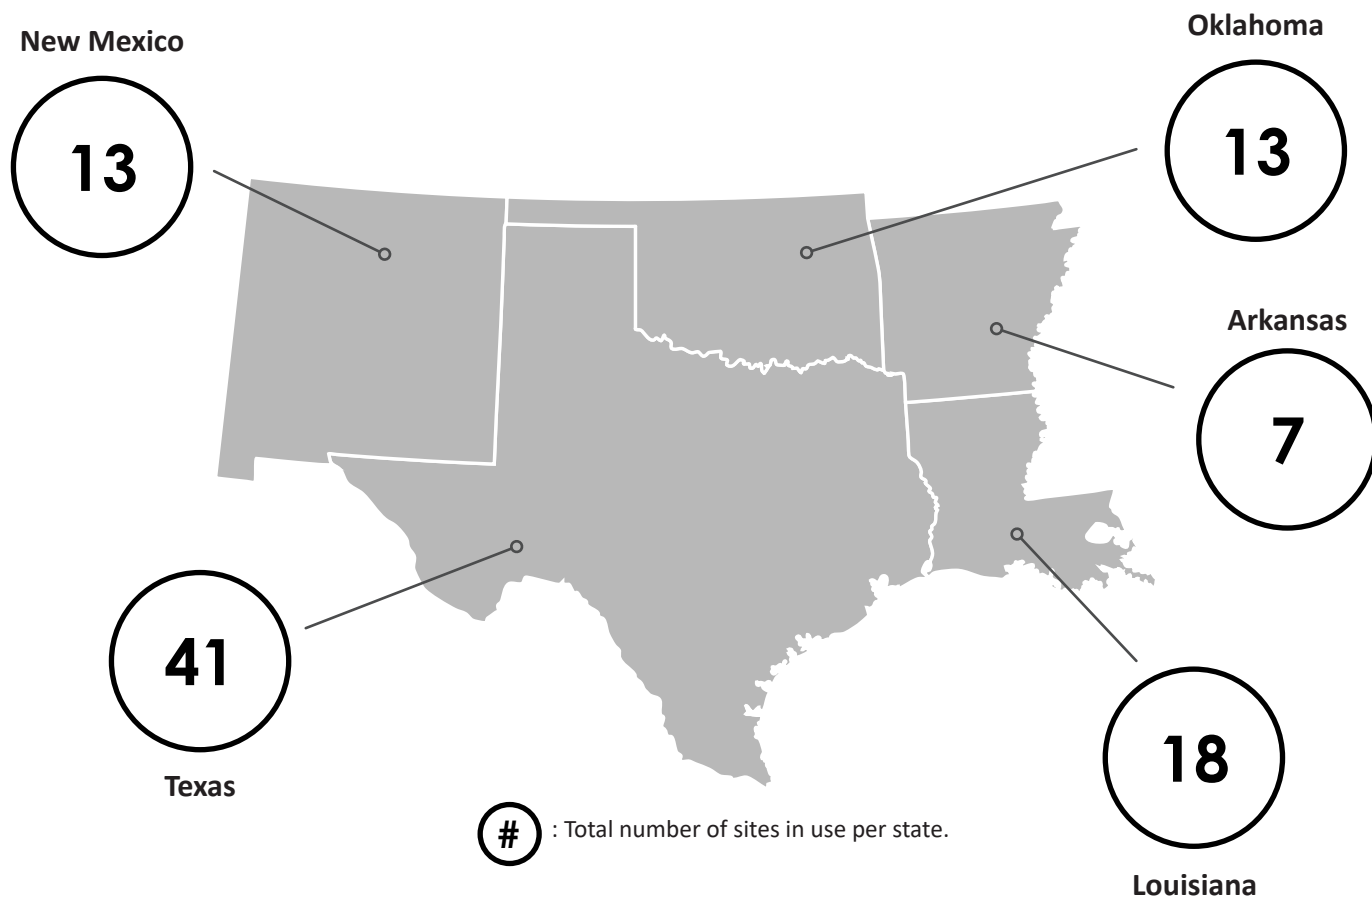 New Mexico
13
Oklahoma
13
Arkansas
7
41
Texas
18
Louisiana
# : Total number of sites in use per state.